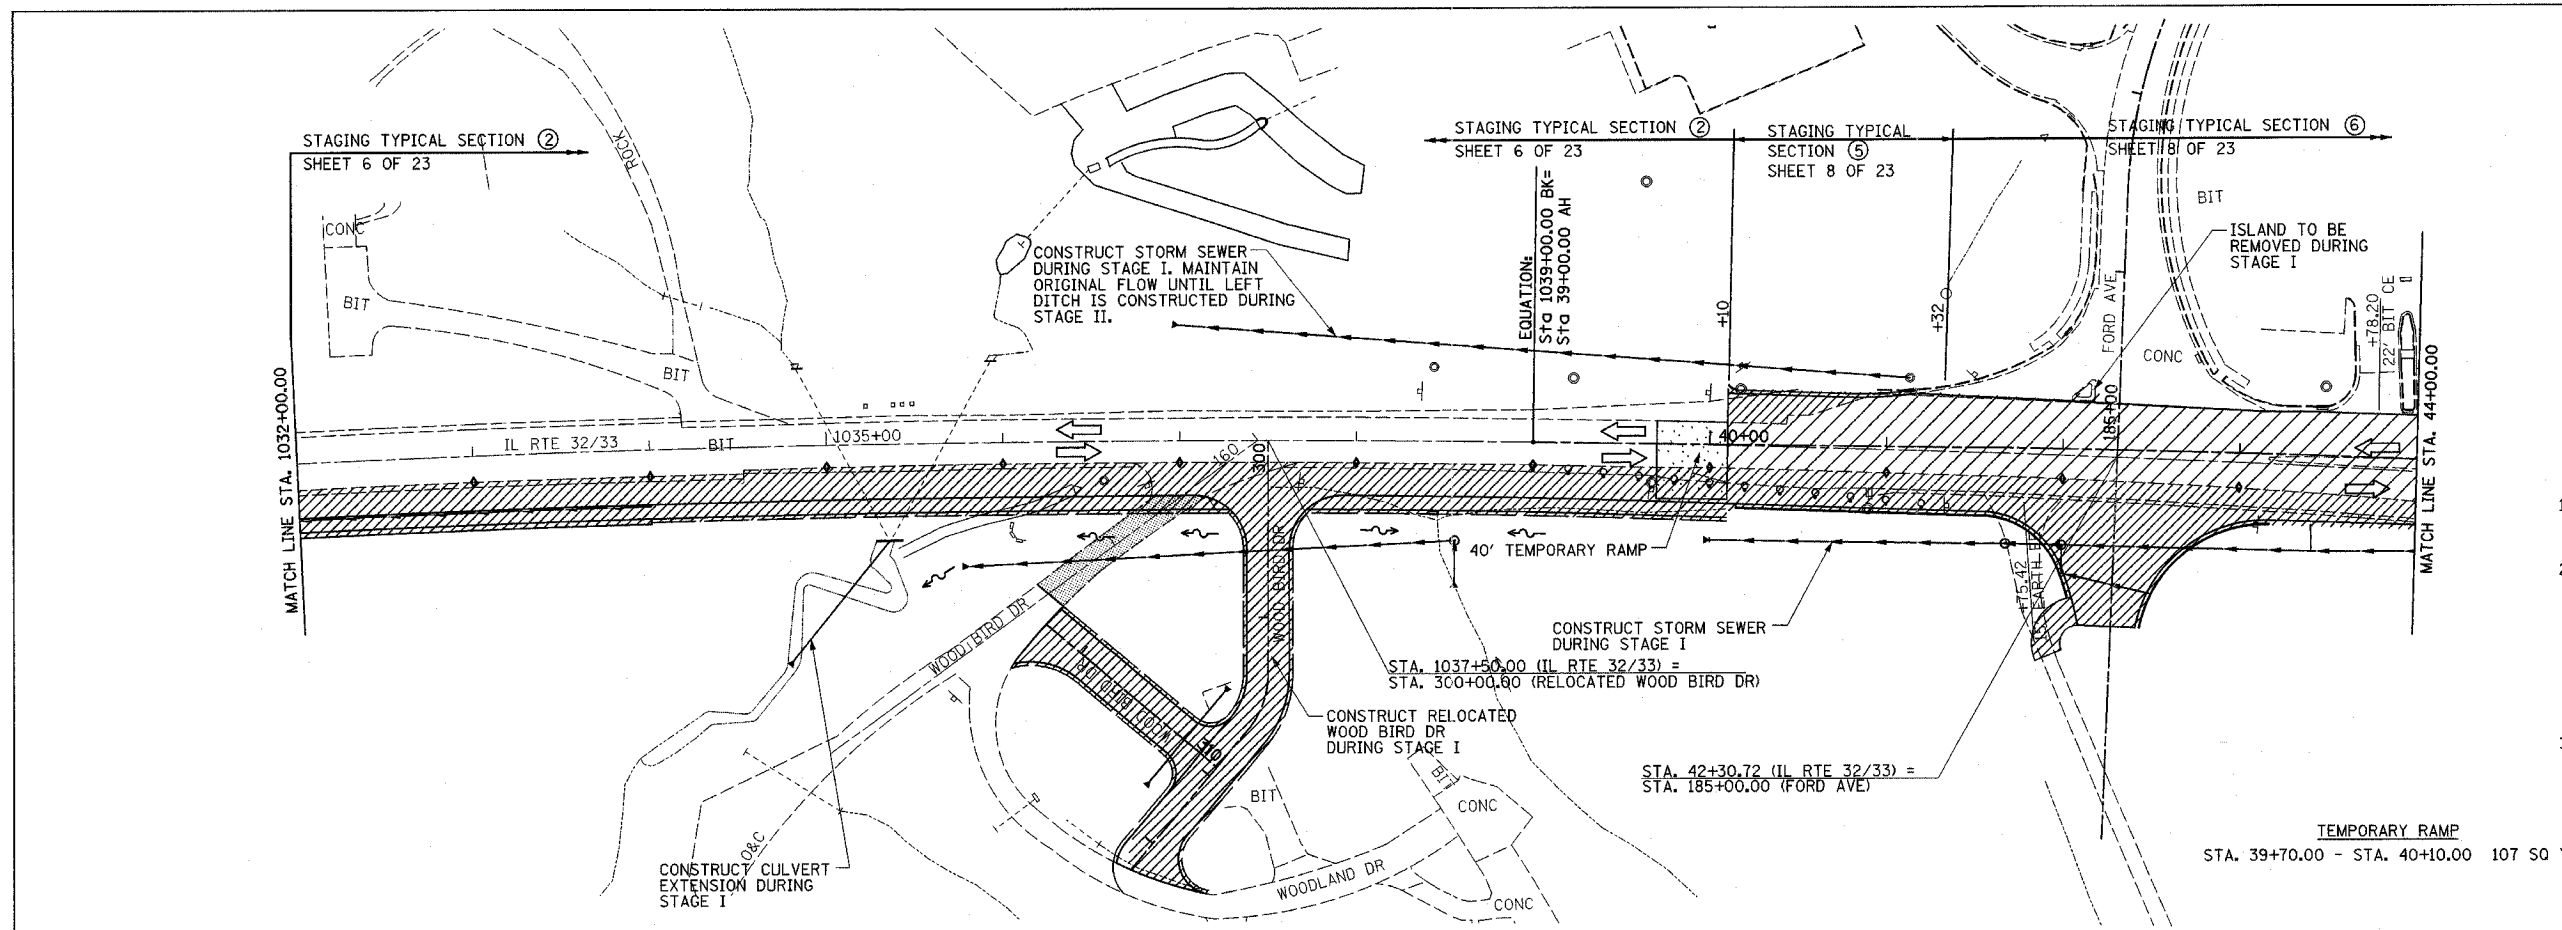 STAGING TYPICAL SECTION ②
SHEET 6 OF 23
STAGING TYPICAL SECTION ②
SHEET 6 OF 23
STAGING TYPICAL
SECTION ⑤
SHEET 8 OF 23
STAGING TYPICAL SECTION ⑥
SHEET 8 OF 23
ROCK
CONC
BIT
BIT
CONSTRUCT STORM SEWER
DURING STAGE I. MAINTAIN
ORIGINAL FLOW UNTIL LEFT
DITCH IS CONSTRUCTED DURING
STAGE II.
EQUATION:
Sta 1039+00.00 BK=
Sta 39+00.00 AH
+10
+32
FORD AVE
BIT
ISLAND TO BE
REMOVED DURING
STAGE I
CONC
+78.20
22' BIT CE
MATCH LINE STA. 1032+00.00
MATCH LINE STA. 44+00.00
IL RTE 32/33
BIT
1035+00
160
300
40+00
185+00
40' TEMPORARY RAMP
WOOD BIRD DR
WOOD BIRD DR
WOOD BIRD DR
310
+75.42
EARTH
CONSTRUCT STORM SEWER
DURING STAGE I
STA. 1037+50.00 (IL RTE 32/33) =
STA. 300+00.00 (RELOCATED WOOD BIRD DR)
CONSTRUCT RELOCATED
WOOD BIRD DR
DURING STAGE I
STA. 42+30.72 (IL RTE 32/33) =
STA. 185+00.00 (FORD AVE)
BIT
BIT
CONC
O&C
CONSTRUCT CULVERT
EXTENSION DURING
STAGE I
WOODLAND DR
CONC
TEMPORARY RAMP
STA. 39+70.00 - STA. 40+10.00 107 SQ